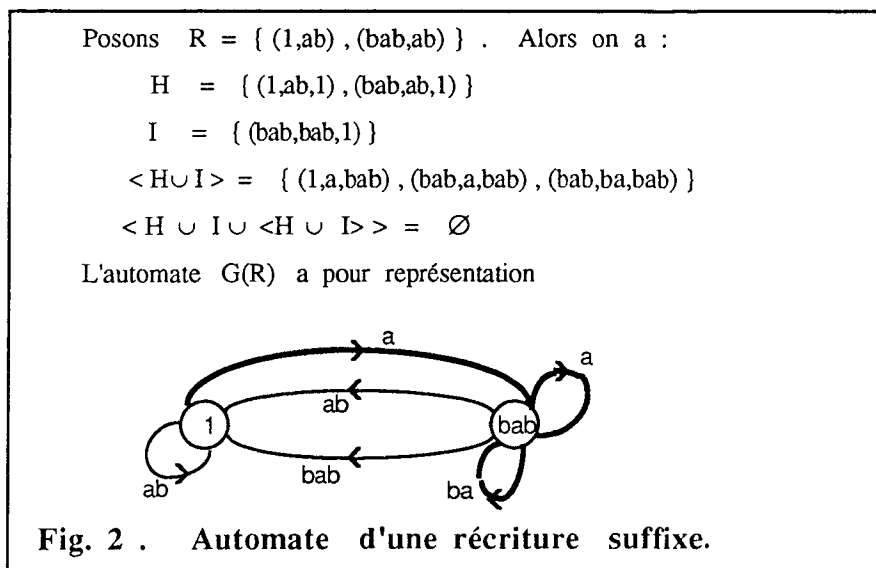 Posons R = { (1,ab) , (bab,ab) } . Alors on a :
H = { (1,ab,1) , (bab,ab,1) }
I = { (bab,bab,1) }
< H∪ I > = { (1,a,bab) , (bab,a,bab) , (bab,ba,bab) }
< H ∪ I ∪ <H ∪ I> > = ∅
L'automate G(R) a pour représentation
a
a
ab
1
bab
bab
ab
ba
Fig. 2 . Automate d'une récriture suffixe.